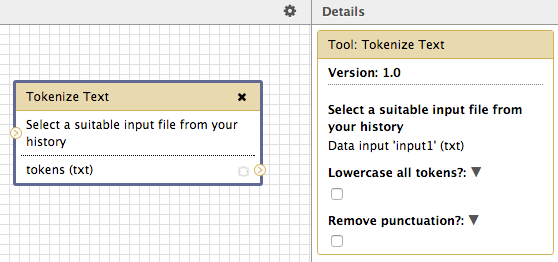 Details
Tokenize Text
Select a suitable input file from your
history
tokens (txt)
Tool: Tokenize Text
Version: 1.0
Select a suitable input file from
your history
Data input 'input1' (txt)
Lowercase all tokens?:
Remove punctuation?: